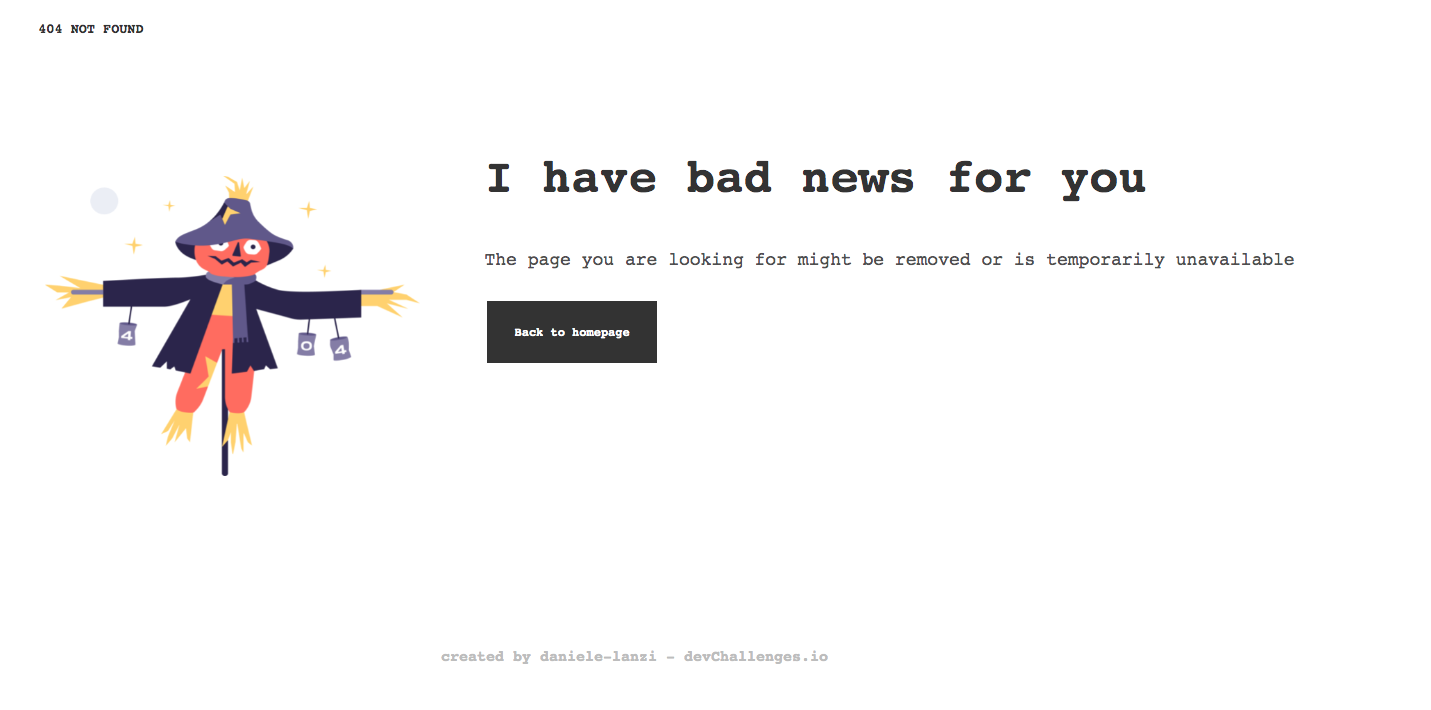 404 NOT FOUND
I have bad news for you
The page you are looking for might be removed or is temporarily unavailable
Back to homepage
4
0
4
created by daniele-lanzi - devChallenges.io